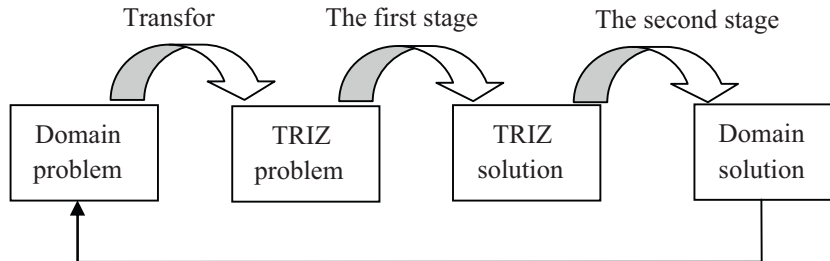 Transfor
The first stage
The second stage
Domain
problem
TRIZ
problem
TRIZ
solution
Domain
solution